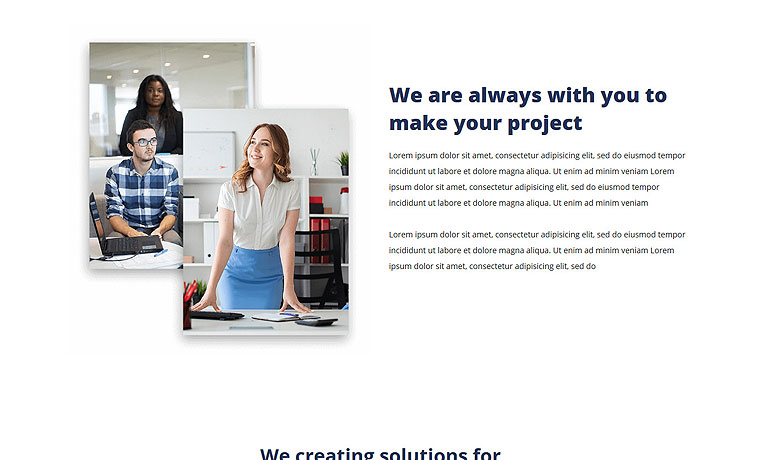 We are always with you to
make your project
Lorem ipsum dolor sit amet, consectetur adipisicing elit, sed do eiusmod tempor
incididunt ut labore et dolore magna aliqua. Ut enim ad minim veniam Lorem
ipsum dolor sit amet, consectetur adipisicing elit, sed do eiusmod tempor
incididunt ut labore et dolore magna aliqua. Ut enim ad minim veniam
Lorem ipsum dolor sit amet, consectetur adipisicing elit, sed do eiusmod tempor
incididunt ut labore et dolore magna aliqua. Ut enim ad minim veniam Lorem
ipsum dolor sit amet, consectetur adipisicing elit, sed do
We creating solutions for